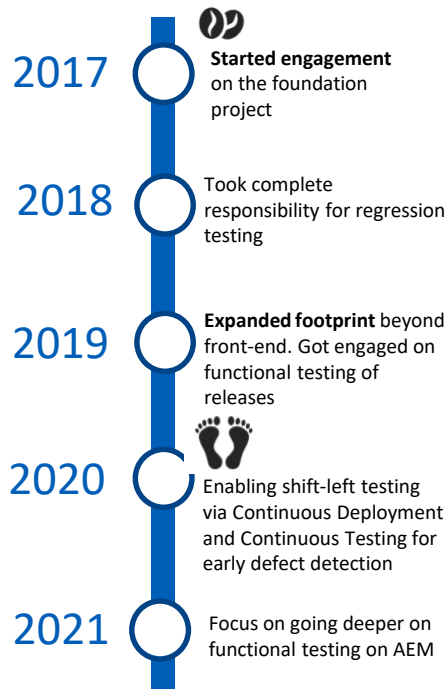 2017
Started engagement
on the foundation
project
2018
Took complete
responsibility for regression
testing
2019
Expanded footprint beyond
front-end. Got engaged on
functional testing of
releases
2020
Enabling shift-left testing
via Continuous Deployment
and Continuous Testing for
early defect detection
2021
Focus on going deeper on
functional testing on AEM